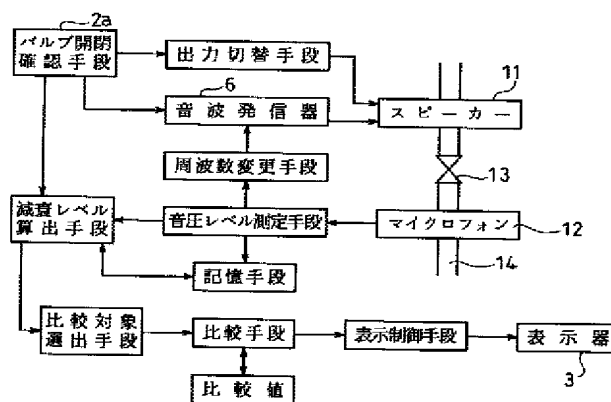 2a
バルブ開閉
確認手段
出力切替手段
11
6
音波発信器
スピーカー
周波数変更手段
13
減衰レベル
算出手段
音圧レベル測定手段
マイクロフォン
12
14
記憶手段
比較対象
選出手段
比較手段
表示制御手段
表示器
3
比較値